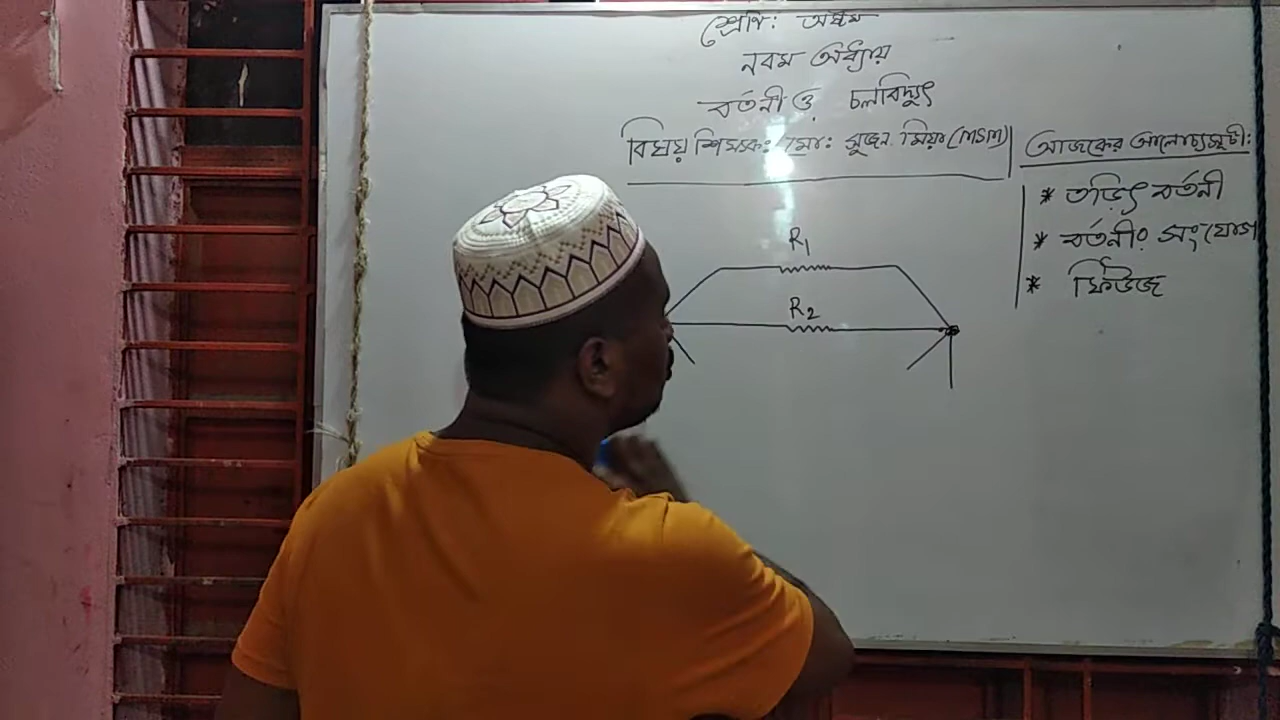 শ্রেণি: অষ্টম
নবম অধ্যায়
বর্তনী ও চলবিদ্যুৎ
বিষয় শিক্ষক: মো: সুজন মিয়া
আজকের আলোচ্যসূচী:
* তড়িৎ বর্তনী
* বর্তনীর সংযোগ
* ফিউজ
R1
R2